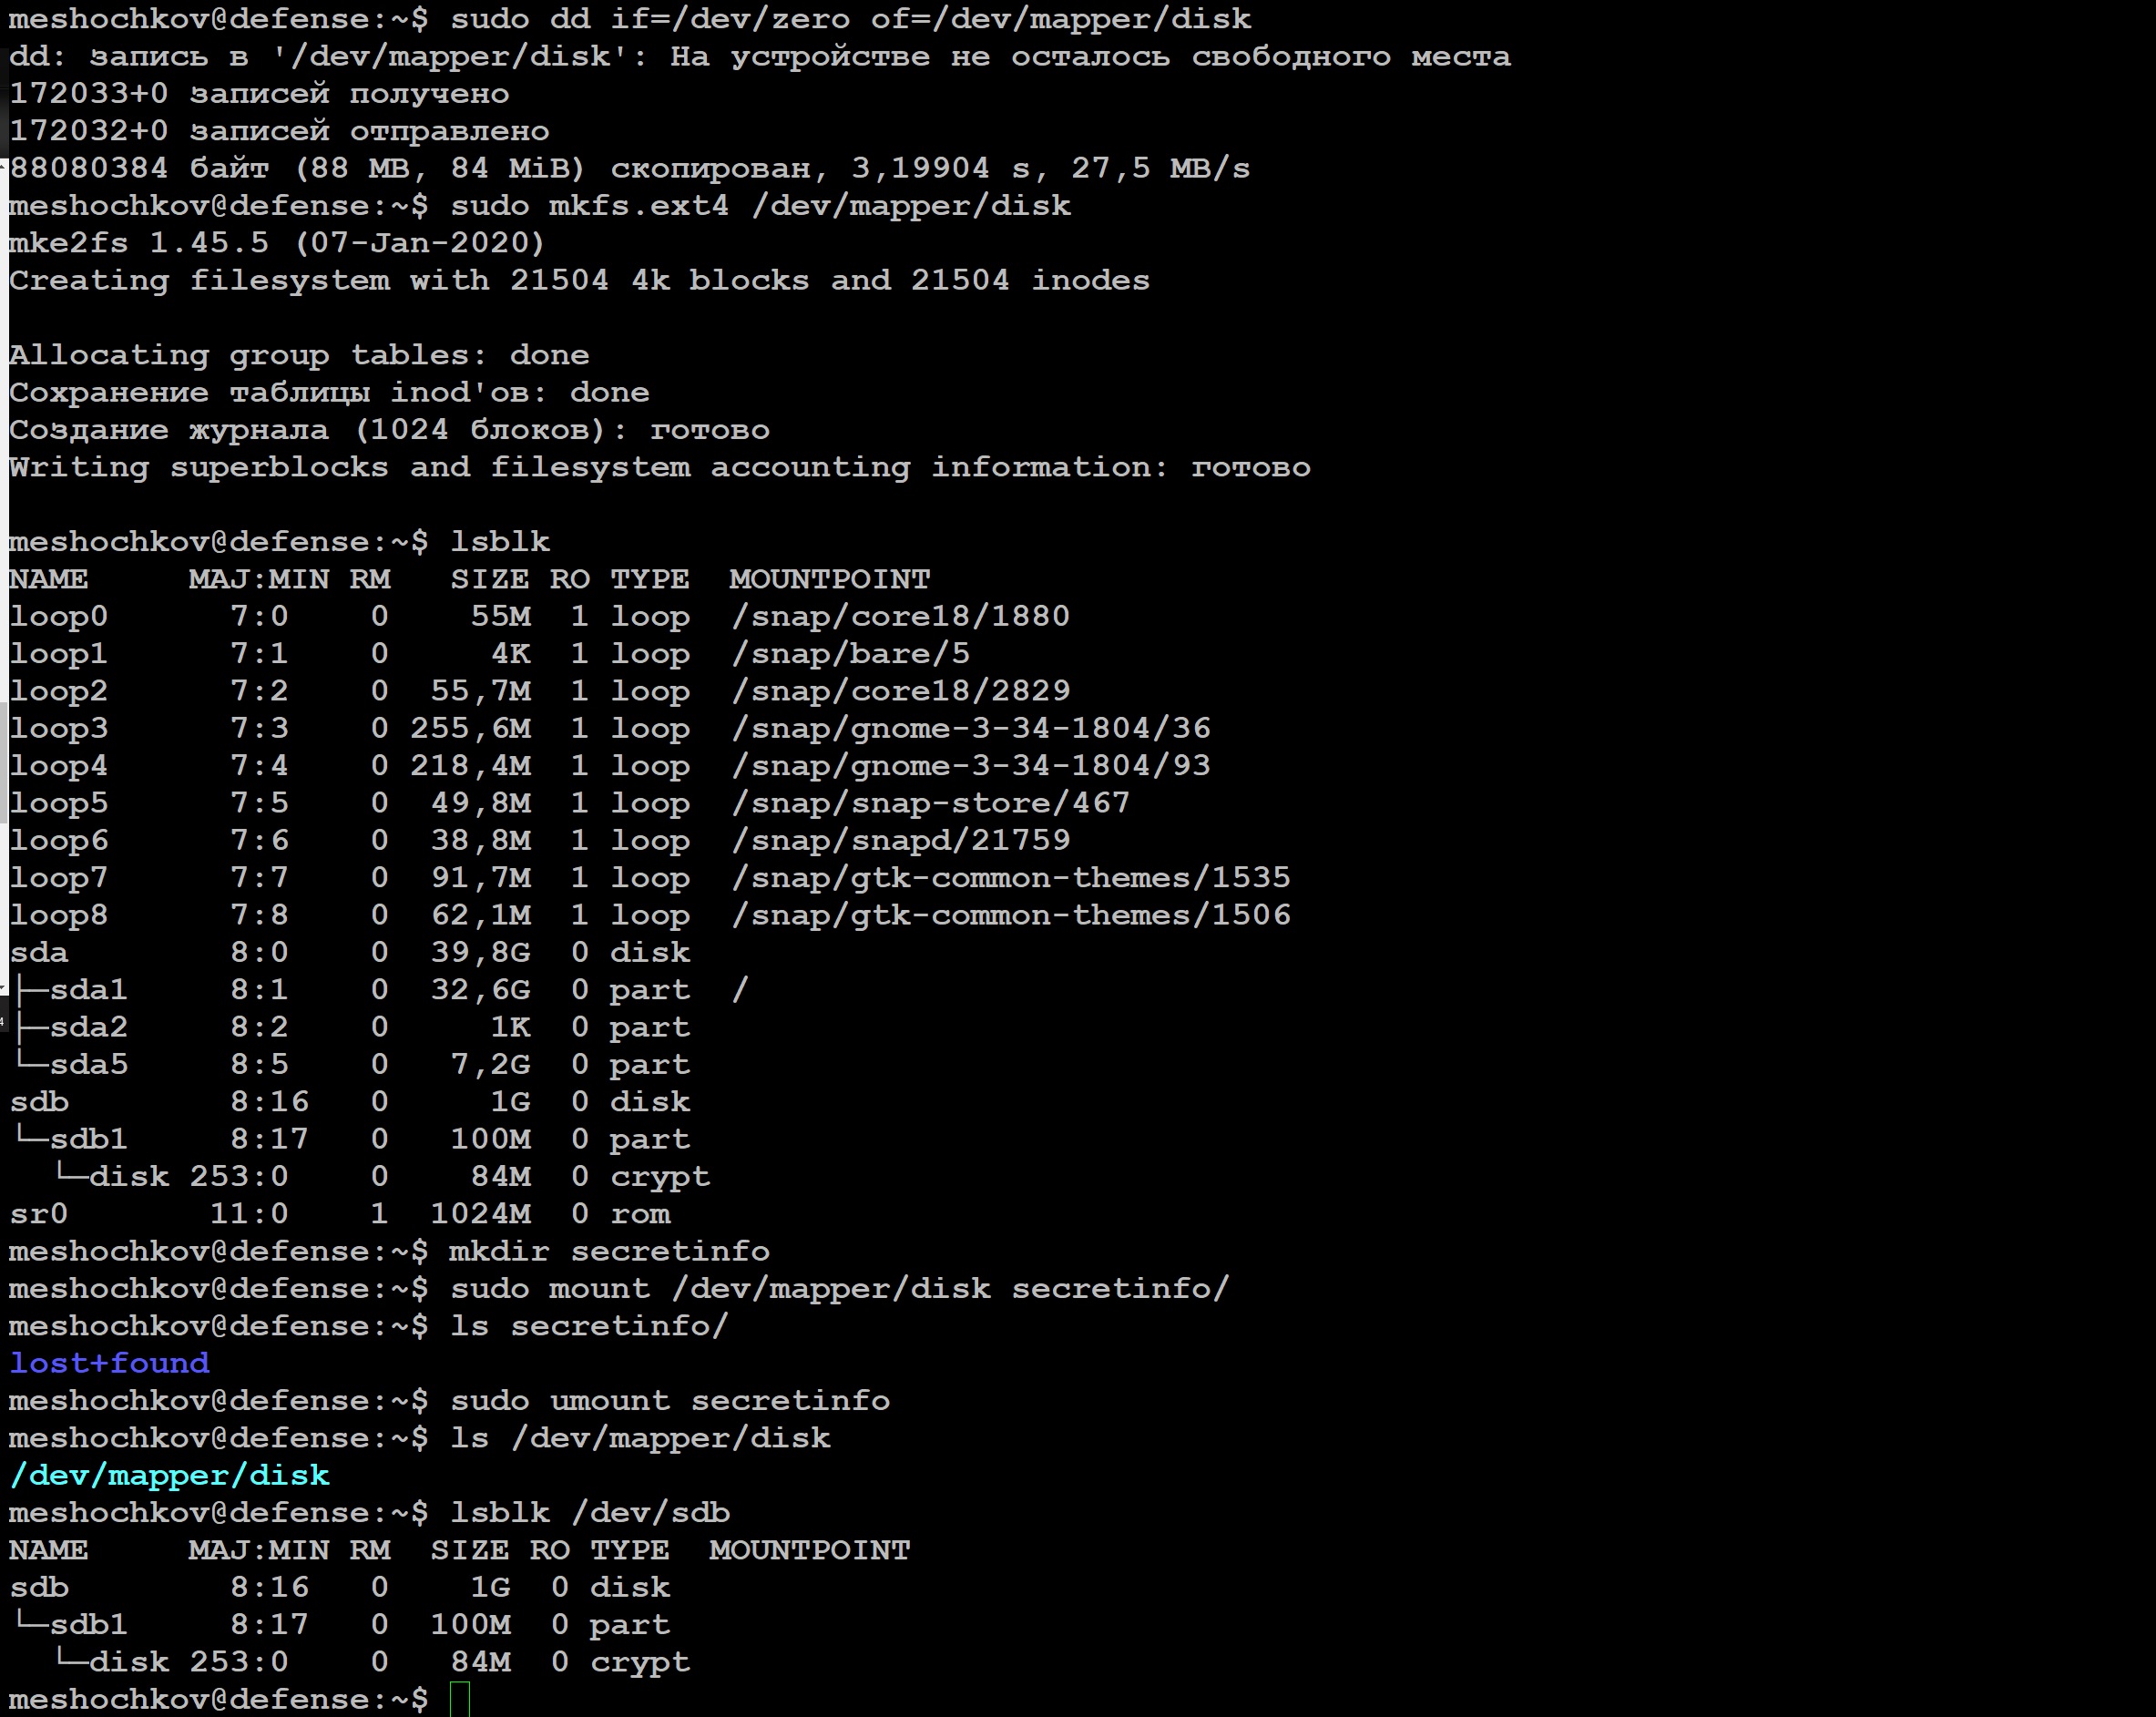 meshochkov@defense:~$ sudo dd if=/dev/zero of=/dev/mapper/disk
dd: запись в '/dev/mapper/disk': На устройстве не осталось свободного места
172033+0 записей получено
172032+0 записей отправлено
88080384 байт (88 MB, 84 MiB) скопирован, 3,19904 s, 27,5 MB/s
meshochkov@defense:~$ sudo mkfs.ext4 /dev/mapper/disk
mke2fs 1.45.5 (07-Jan-2020)
Creating filesystem with 21504 4k blocks and 21504 inodes
Allocating group tables: done
Сохранение таблицы inod'ов: done
Создание журнала (1024 блоков): готово
Writing superblocks and filesystem accounting information: готово
meshochkov@defense:~$ lsblk
NAME     MAJ:MIN RM   SIZE RO TYPE  MOUNTPOINT
loop0      7:0    0    55M  1 loop  /snap/core18/1880
loop1      7:1    0     4K  1 loop  /snap/bare/5
loop2      7:2    0  55,7M  1 loop  /snap/core18/2829
loop3      7:3    0 255,6M  1 loop  /snap/gnome-3-34-1804/36
loop4      7:4    0 218,4M  1 loop  /snap/gnome-3-34-1804/93
loop5      7:5    0  49,8M  1 loop  /snap/snap-store/467
loop6      7:6    0  38,8M  1 loop  /snap/snapd/21759
loop7      7:7    0  91,7M  1 loop  /snap/gtk-common-themes/1535
loop8      7:8    0  62,1M  1 loop  /snap/gtk-common-themes/1506
sda        8:0    0  39,8G  0 disk
├─sda1     8:1    0  32,6G  0 part  /
├─sda2     8:2    0     1K  0 part
└─sda5     8:5    0   7,2G  0 part
sdb        8:16   0     1G  0 disk
└─sdb1     8:17   0   100M  0 part
  └─disk 253:0    0    84M  0 crypt
sr0       11:0    1  1024M  0 rom
meshochkov@defense:~$ mkdir secretinfo
meshochkov@defense:~$ sudo mount /dev/mapper/disk secretinfo/
meshochkov@defense:~$ ls secretinfo/
lost+found
meshochkov@defense:~$ sudo umount secretinfo
meshochkov@defense:~$ ls /dev/mapper/disk
/dev/mapper/disk
meshochkov@defense:~$ lsblk /dev/sdb
NAME     MAJ:MIN RM  SIZE RO TYPE  MOUNTPOINT
sdb        8:16   0    1G  0 disk
└─sdb1     8:17   0  100M  0 part
  └─disk 253:0    0   84M  0 crypt
meshochkov@defense:~$